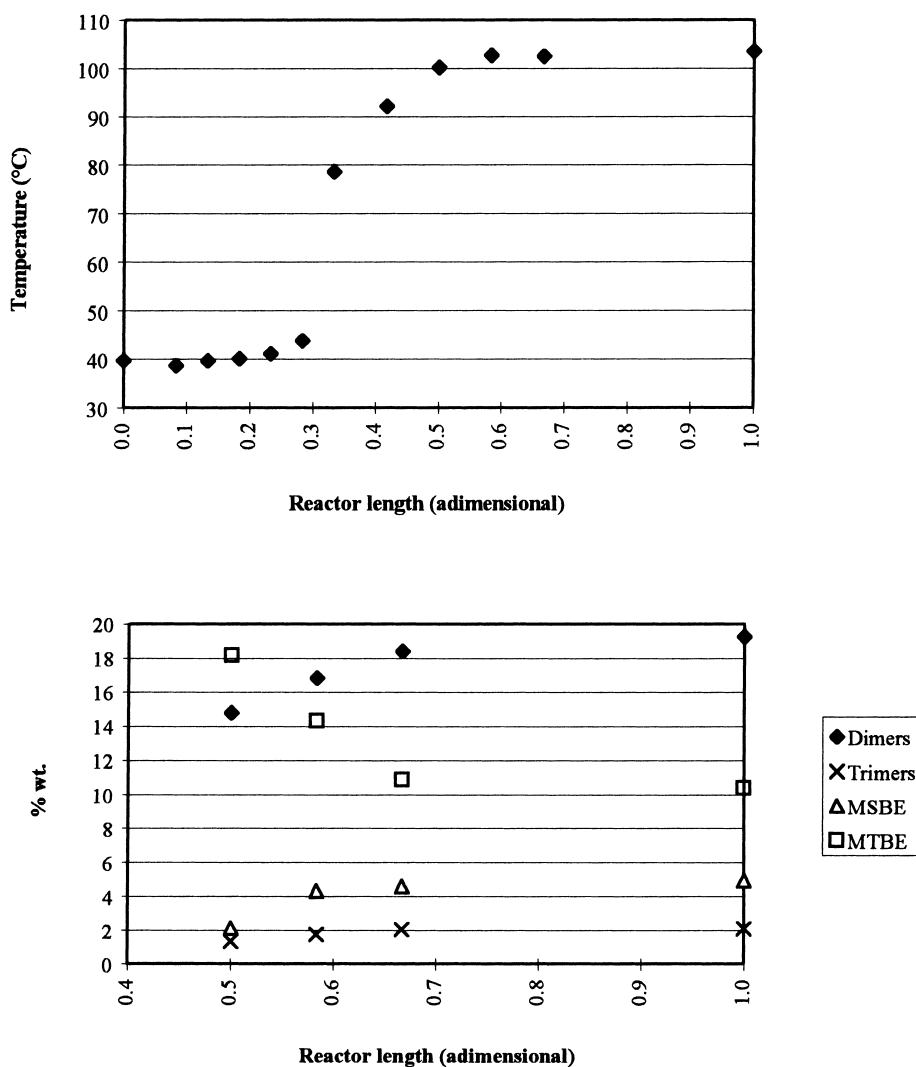 110
100
90
80
70
60
50
40
30
Temperature (°C)
0.0 0.1 0.2 0.3 0.4 0.5 0.6 0.7 0.8 0.9 1.0
Reactor length (adimensional)
20
18
16
14
12
10
8
6
4
2
0
% wt.
0.4 0.5 0.6 0.7 0.8 0.9 1.0
Reactor length (adimensional)
Dimers
Trimers
MSBE
MTBE